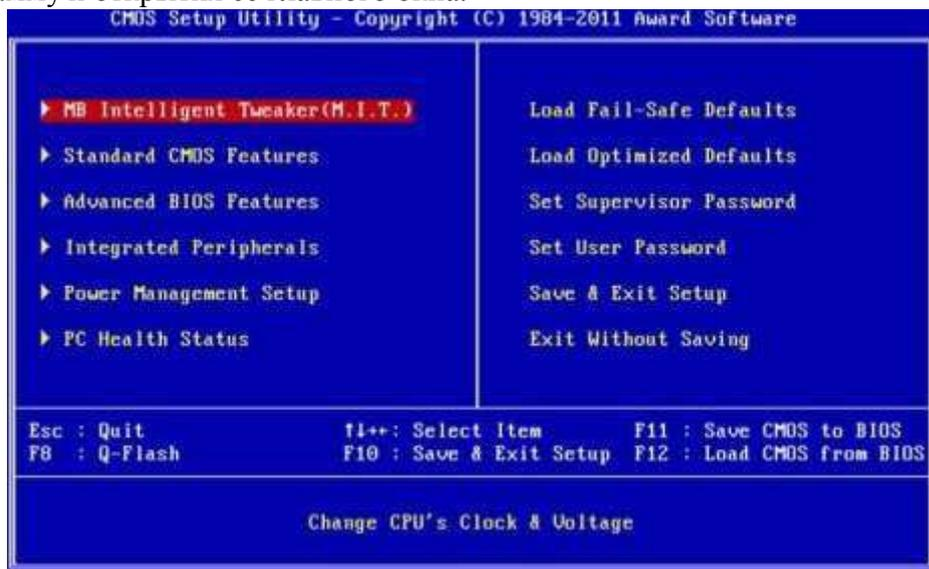 CMOS Setup Utility - Copyright (C) 1984-2011 Award Software
MB Intelligent Tweaker(M.I.T.)
Standard CMOS Features
Advanced BIOS Features
Integrated Peripherals
Power Management Setup
PC Health Status
Load Fail-Safe Defaults
Load Optimized Defaults
Set Supervisor Password
Set User Password
Save & Exit Setup
Exit Without Saving
Esc : Quit ↑↓→←: Select Item F11 : Save CMOS to BIOS
F8 : Q-Flash F10 : Save & Exit Setup F12 : Load CMOS from BIOS
Change CPU's Clock & Voltage